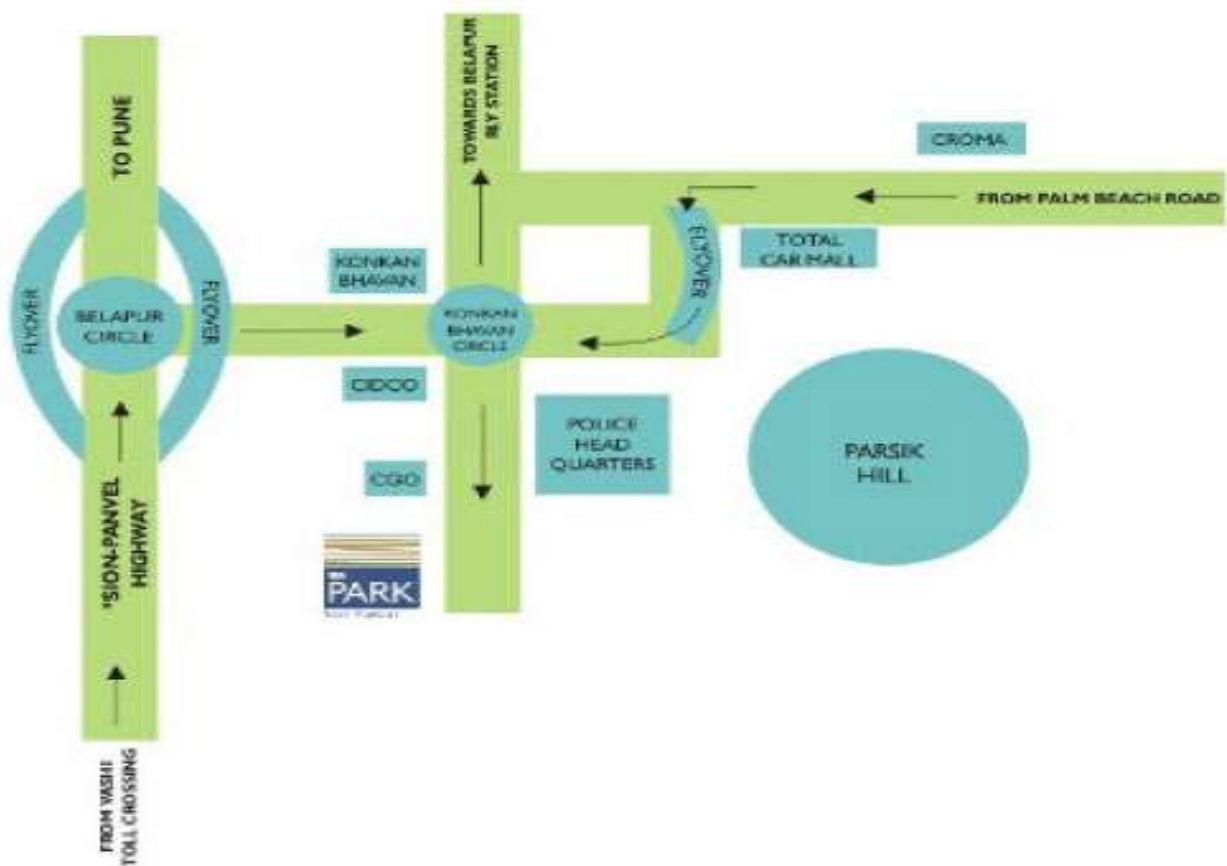 TO PUNE
TOWARDS BELAPUR
RLY STATION
CROMA
FROM PALM BEACH ROAD
TOTAL
CAR MALL
FLYOVER
KONKAN
BHAVAN
FLYOVER
BELAPUR
CIRCLE
FLYOVER
KONKAN
BHAVAN
CIRCLE
CIDCO
POLICE
HEAD
QUARTERS
PARSIK
HILL
CGO
SION-PANVEL
HIGHWAY
PARK
FROM VASHI
TOLL CROSSING